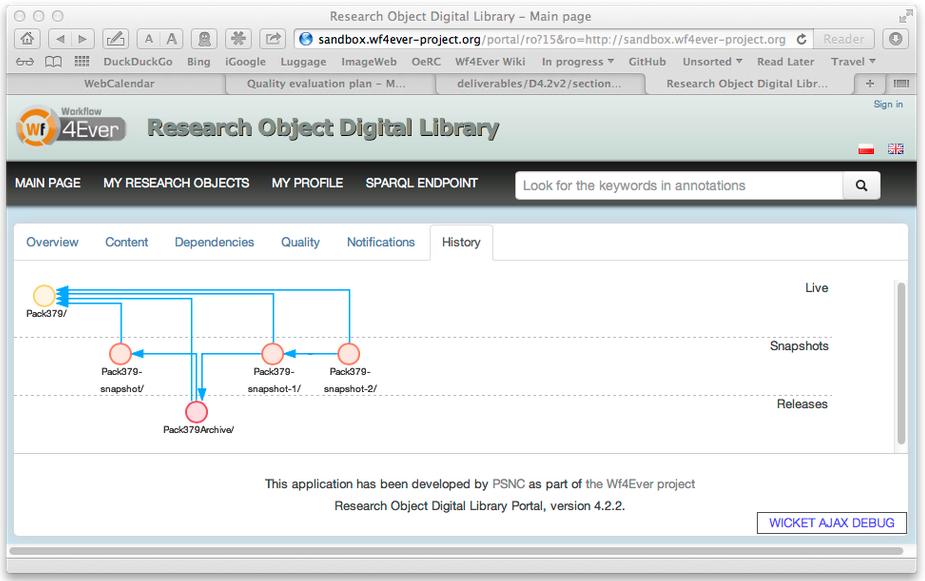 Research Object Digital Library – Main page
A A
sandbox.wf4ever-project.org/portal/ro?15&ro=http://sandbox.wf4ever-project.org
Reader
DuckDuckGo Bing iGoogle Luggage ImageWeb OeRC Wf4Ever Wiki In progress ▾ GitHub Unsorted ▾ Read Later Travel ▾
WebCalendar
Quality evaluation plan – M...
deliverables/D4.2v2/section...
Research Object Digital Libr...
+
Sign in
Wf
Workflow
4Ever
Research Object Digital Library
MAIN PAGE MY RESEARCH OBJECTS MY PROFILE SPARQL ENDPOINT
Look for the keywords in annotations
Overview Content Dependencies Quality Notifications History
Live
Pack379/
Snapshots
Pack379-
snapshot/
Pack379-
snapshot-1/
Pack379-
snapshot-2/
Releases
Pack379Archive/
This application has been developed by PSNC as part of the Wf4Ever project
Research Object Digital Library Portal, version 4.2.2.
WICKET AJAX DEBUG